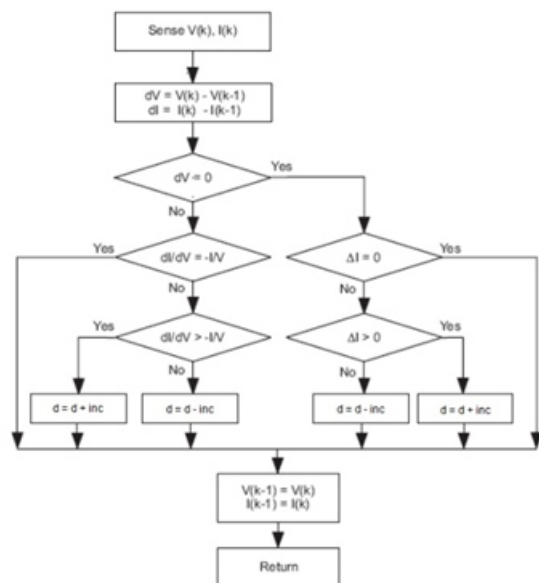 Sense V(k), I(k)
dV = V(k) - V(k-1)
dI = I(k) - I(k-1)
Yes
dV = 0
No
Yes
dI/dV = -I/V
ΔI = 0
Yes
No
No
Yes
dI/dV > -I/V
ΔI > 0
Yes
No
No
d = d + inc
d = d - inc
d = d - inc
d = d + inc
V(k-1) = V(k)
I(k-1) = I(k)
Return